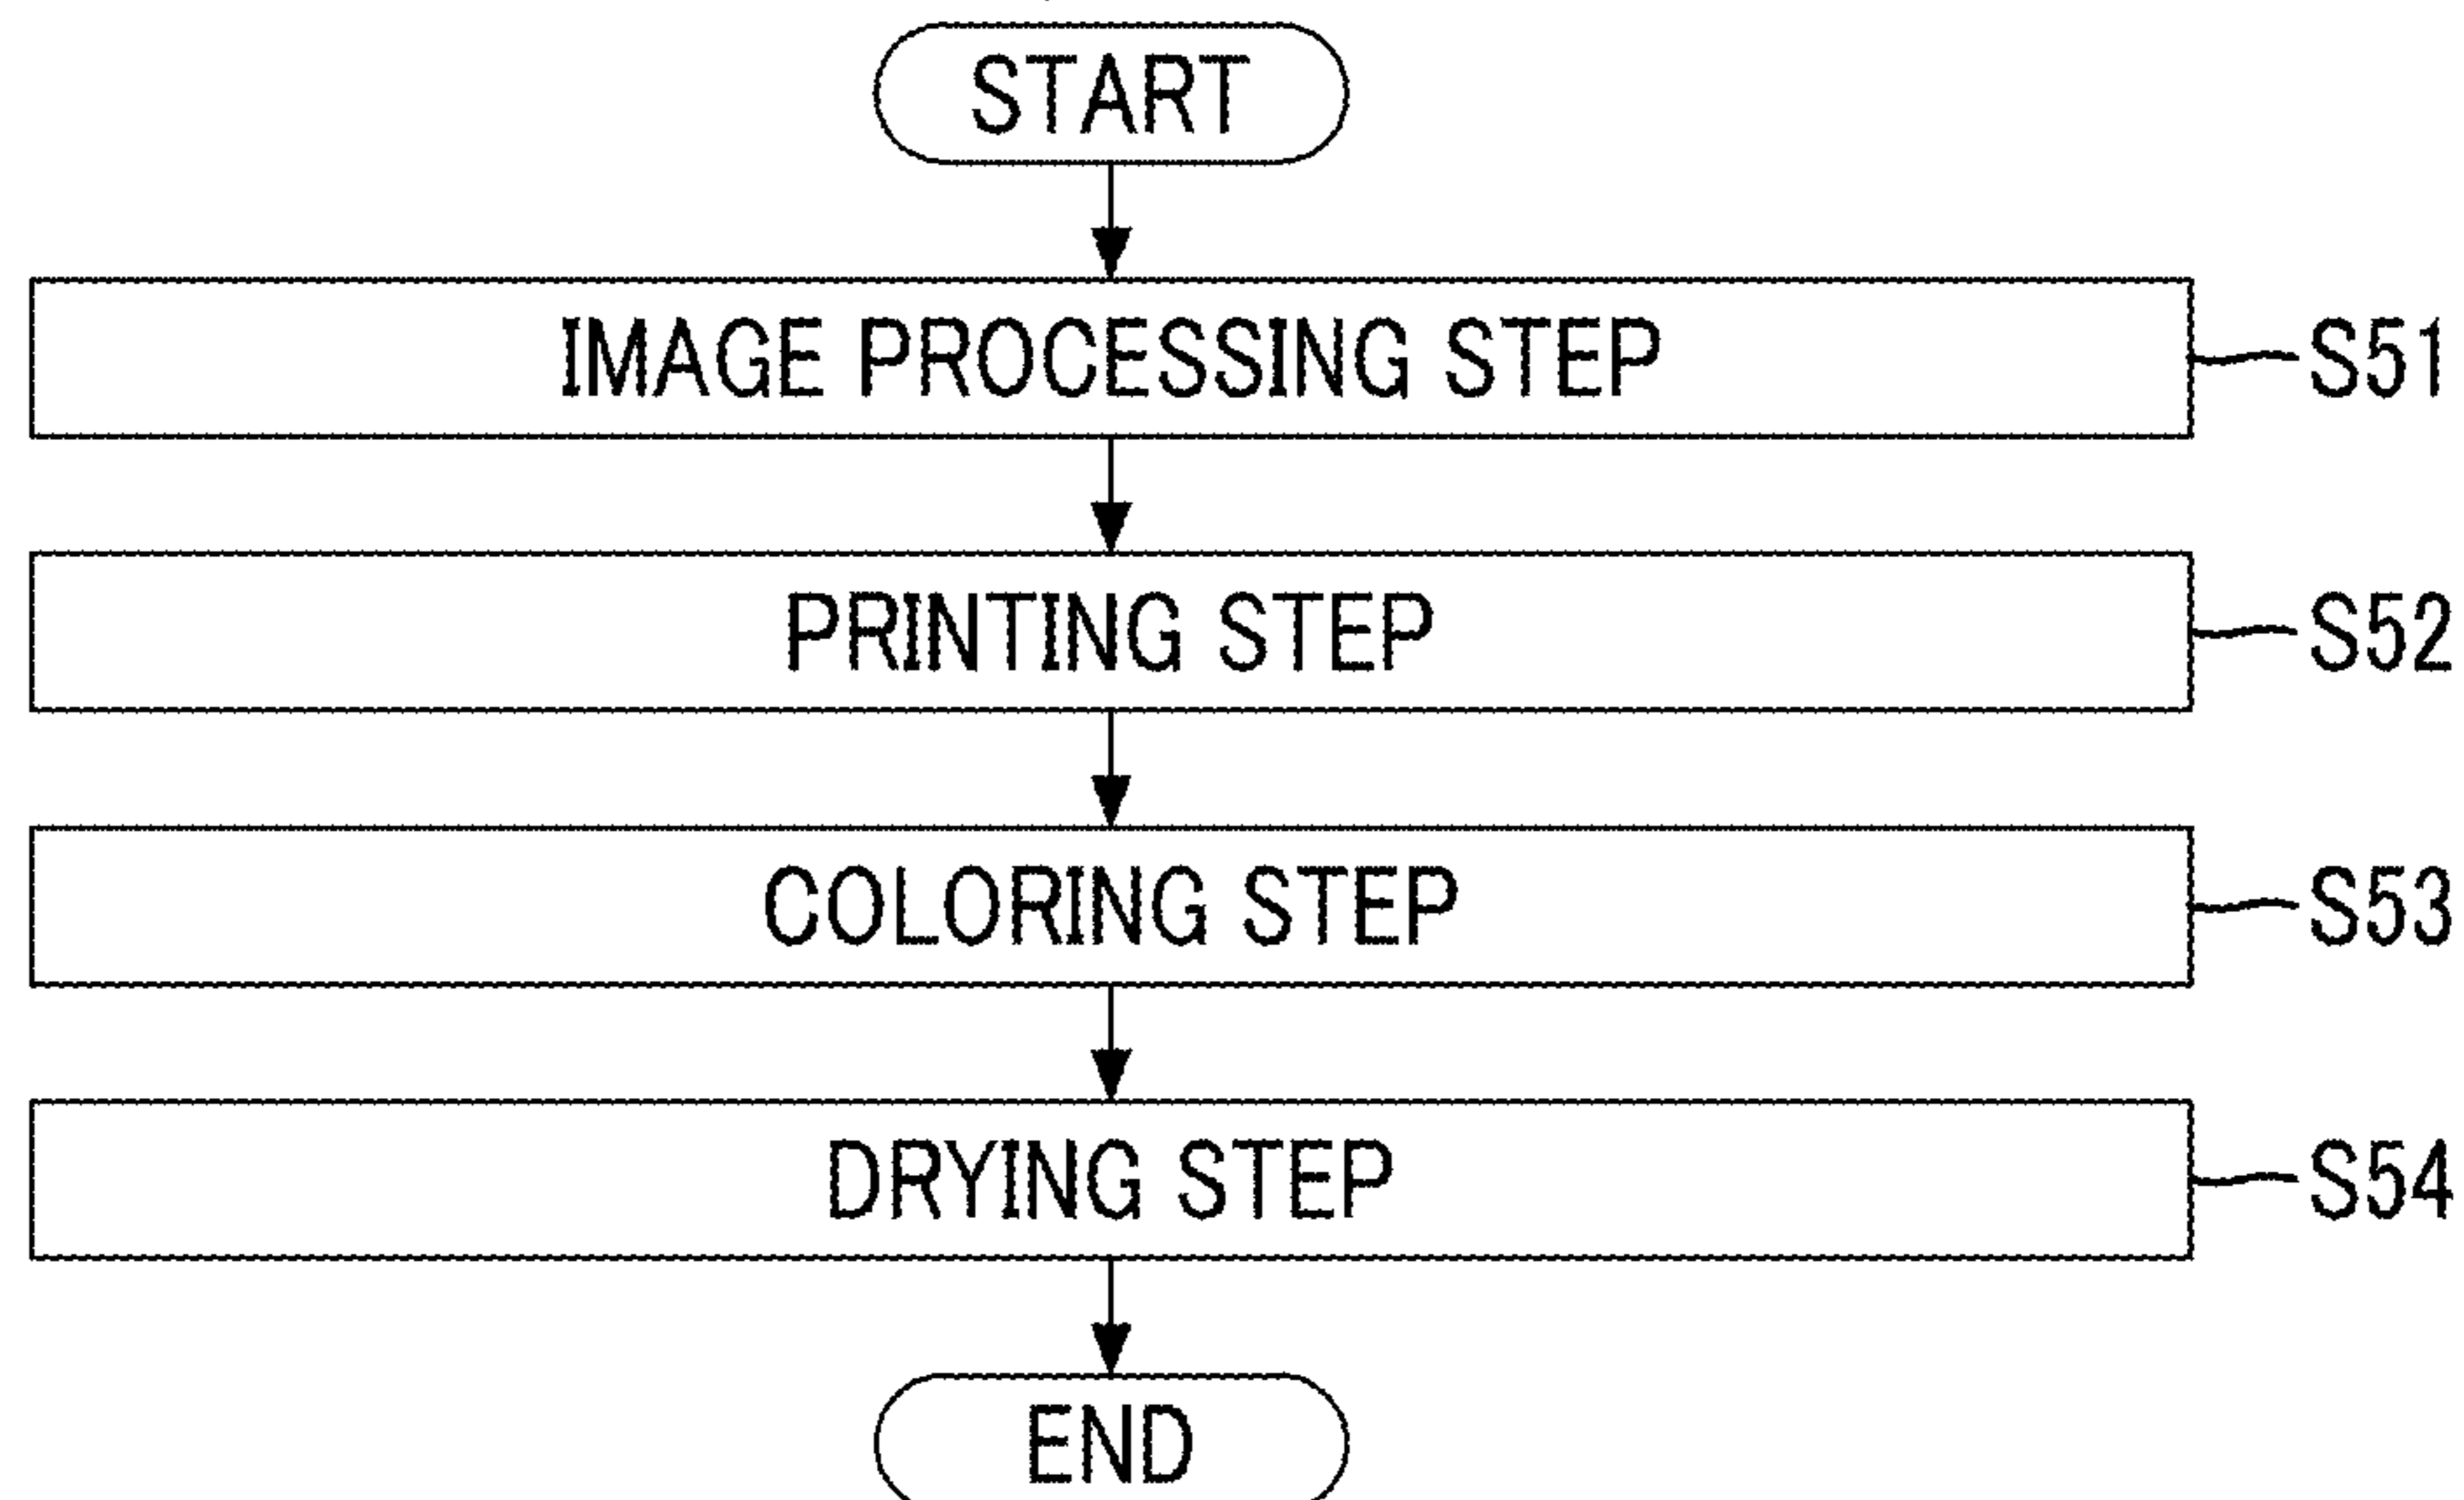 START
IMAGE PROCESSING STEP S51
PRINTING STEP S52
COLORING STEP S53
DRYING STEP S54
END